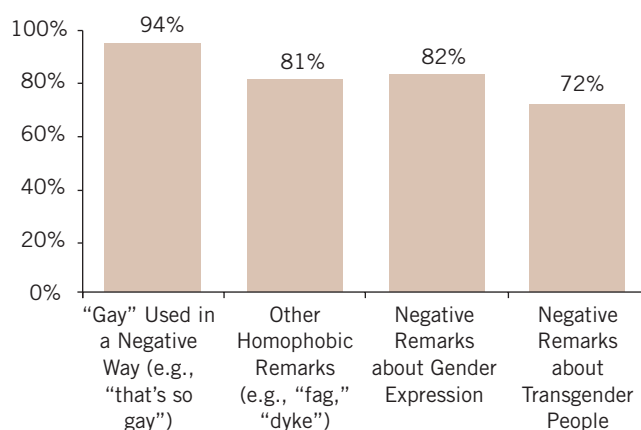 100%
80%
60%
40%
20%
0%
94%
81%
82%
72%
“Gay” Used in
a Negative
Way (e.g.,
“that’s so
gay”)
Other
Homophobic
Remarks
(e.g., “fag,”
“dyke”)
Negative
Remarks
about Gender
Expression
Negative
Remarks
about
Transgender
People